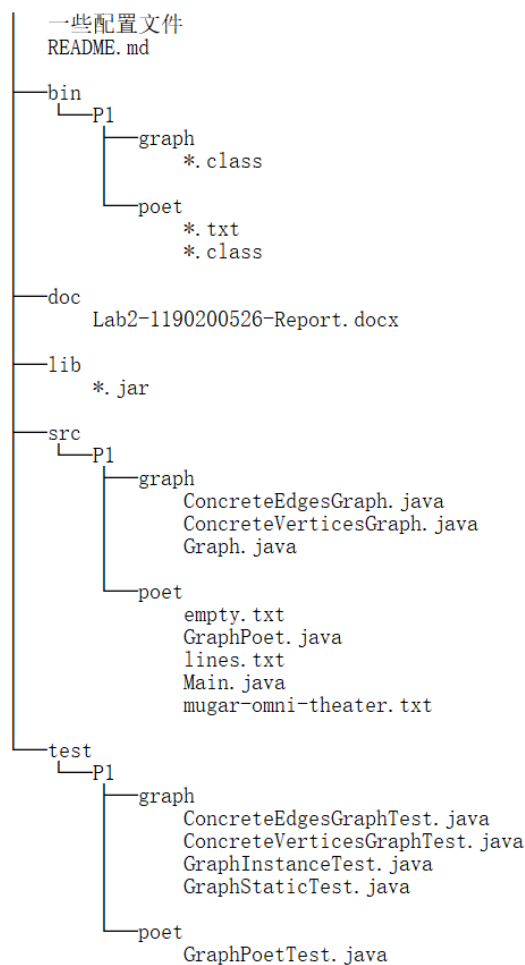 一些配置文件
README.md
bin
P1
graph
*.class
poet
*.txt
*.class
doc
Lab2-1190200526-Report.docx
lib
*.jar
src
P1
graph
ConcreteEdgesGraph.java
ConcreteVerticesGraph.java
Graph.java
poet
empty.txt
GraphPoet.java
lines.txt
Main.java
mugar-omni-theater.txt
test
P1
graph
ConcreteEdgesGraphTest.java
ConcreteVerticesGraphTest.java
GraphInstanceTest.java
GraphStaticTest.java
poet
GraphPoetTest.java